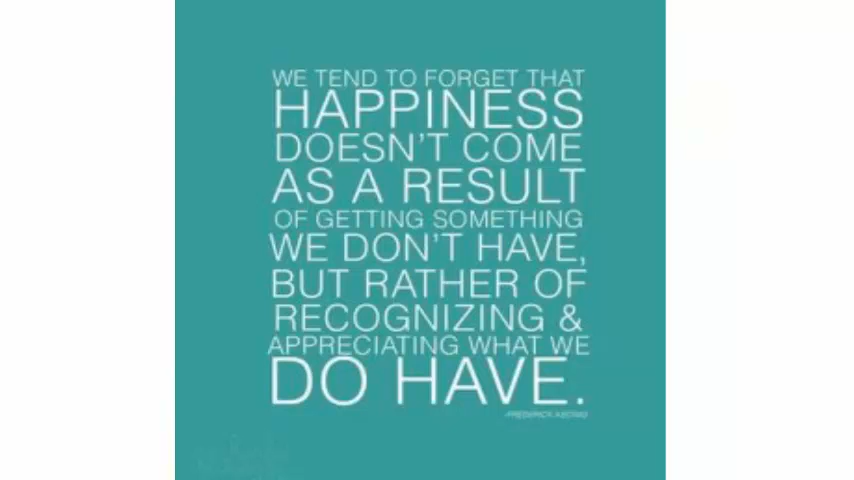 WE TEND TO FORGET THAT
HAPPINESS
DOESN'T COME
AS A RESULT
OF GETTING SOMETHING
WE DON'T HAVE,
BUT RATHER OF
RECOGNIZING &
APPRECIATING WHAT WE
DO HAVE.
-FREDERICK